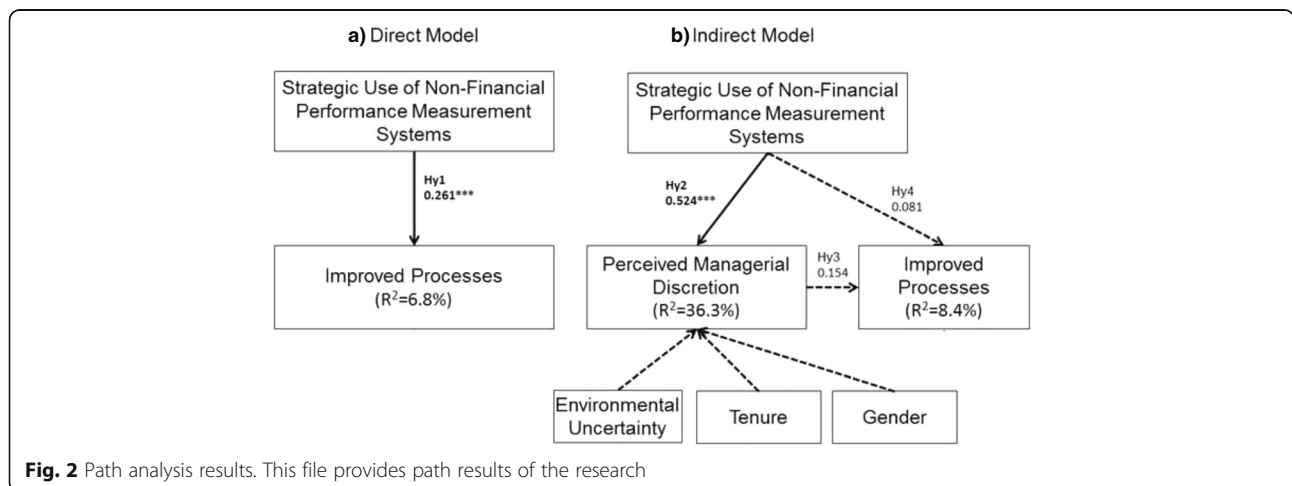 a) Direct Model
Strategic Use of Non-Financial
Performance Measurement
Systems
Hy1
0.261***
Improved Processes
(R²=6.8%)
b) Indirect Model
Strategic Use of Non-Financial
Performance Measurement
Systems
Hy2
0.524***
Hy4
0.081
Perceived Managerial
Discretion
(R²=36.3%)
Hy3
0.154
Improved
Processes
(R²=8.4%)
Environmental
Uncertainty
Tenure
Gender
Fig. 2 Path analysis results. This file provides path results of the research